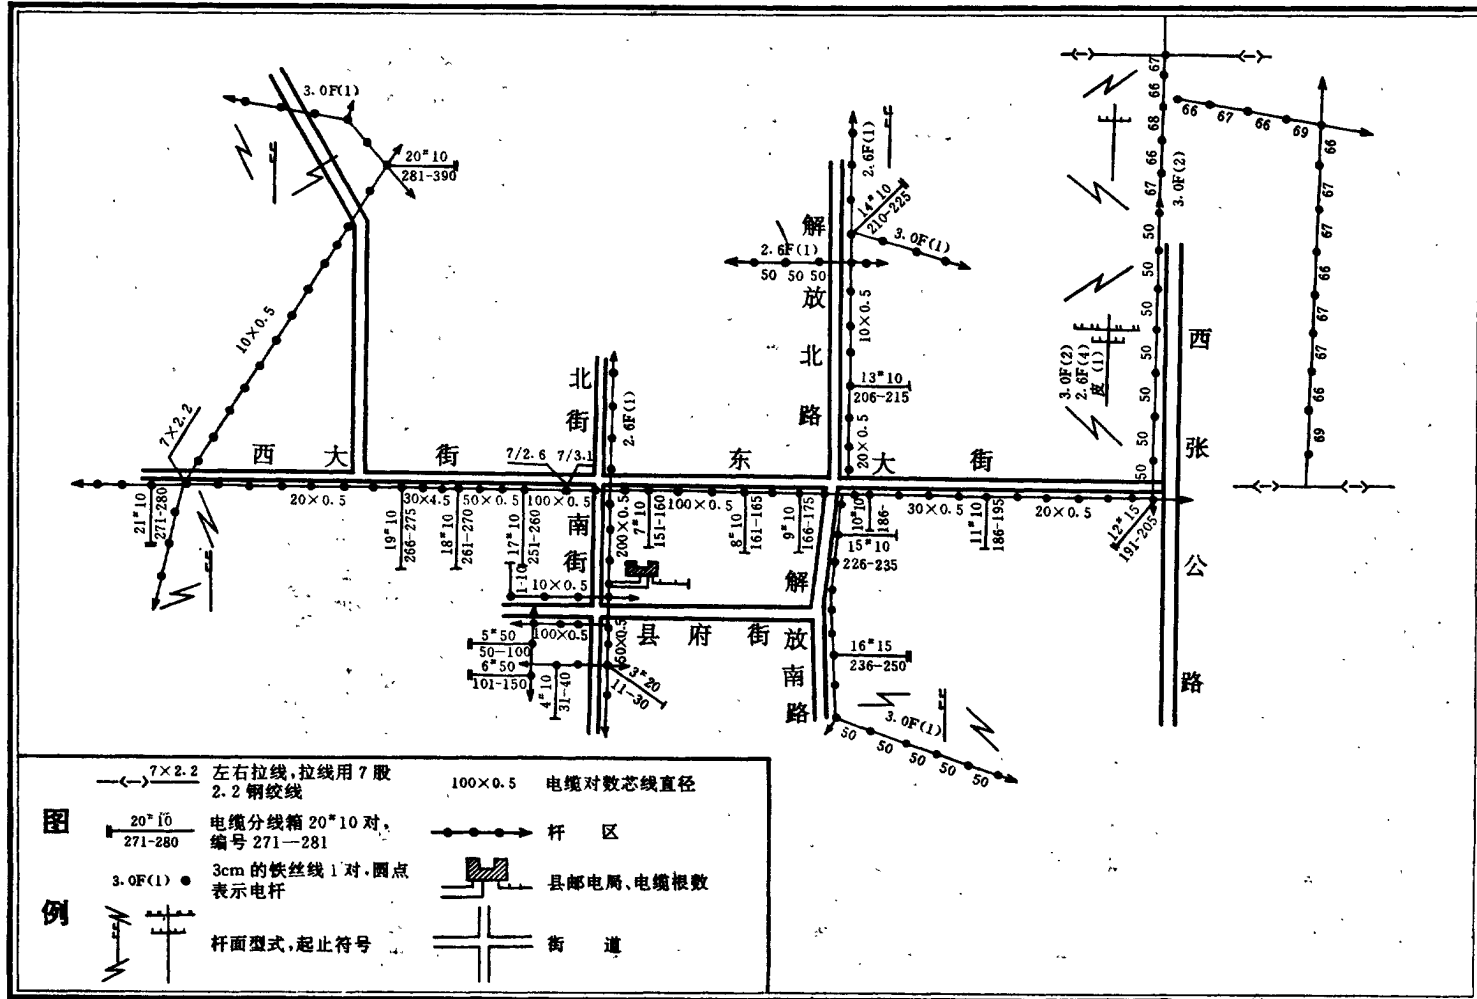 3.0F(1)
20#10
281-390
10×0.5
7×2.2
西大街
北街
2.6F(1)
7/2.6 7/3.1
21#10
271-280
20×0.5
30×4.5
50×0.5
100×0.5
19#10
266-275
18#10
261-270
17#10
251-260
南街
200×0.5
1-10
10×0.5
7#10
151-160
100×0.5
8#10
161-165
9#10
166-175
东大街
解放北路
2.6F(1)
50 50 50
2.6F(1)
14#10
210-225
3.0F(1)
10×0.5
13#10
206-215
20×0.5
10#10
186-
15#10
226-235
30×0.5
11#10
186-195
20×0.5
12#15
191-205
解放南路
16#15
236-250
3.0F(1)
50 50 50 50 50
县府街
100×0.5
5#50
50-100
6#50
101-150
4#10
31-40
50×0.5
3#20
11-30
67
66
68
66
67
3.0F(2)
50
50
50
50
50
50
50
3.0F(2)
2.6F(4)
皮 (1)
66 67 66 69
66
67
67
66
67
67
66
69
西张公路
图例
7×2.2 左右拉线,拉线用7股
2.2钢绞线
20#10
271-280
电缆分线箱20#10对,
编号271—281
3.0F(1) 3cm的铁丝线1对,圆点
表示电杆
杆面型式,起止符号
100×0.5 电缆对数芯线直径
杆 区
县邮电局、电缆根数
街 道